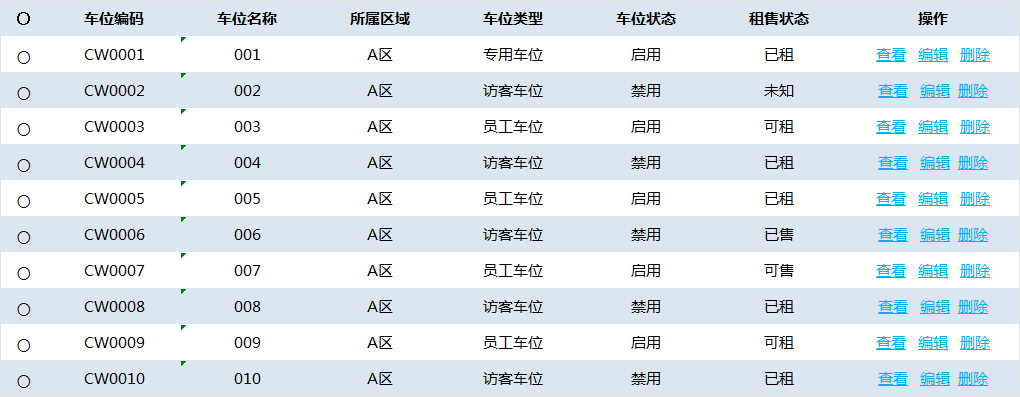 车位编码 车位名称 所属区域 车位类型 车位状态 租售状态 操作
CW0001 001 A区 专用车位 启用 已租 查看 编辑 删除
CW0002 002 A区 访客车位 禁用 未知 查看 编辑 删除
CW0003 003 A区 员工车位 启用 可租 查看 编辑 删除
CW0004 004 A区 访客车位 禁用 已租 查看 编辑 删除
CW0005 005 A区 员工车位 启用 已租 查看 编辑 删除
CW0006 006 A区 访客车位 禁用 已售 查看 编辑 删除
CW0007 007 A区 员工车位 启用 可售 查看 编辑 删除
CW0008 008 A区 访客车位 禁用 已租 查看 编辑 删除
CW0009 009 A区 员工车位 启用 可租 查看 编辑 删除
CW0010 010 A区 访客车位 禁用 已租 查看 编辑 删除